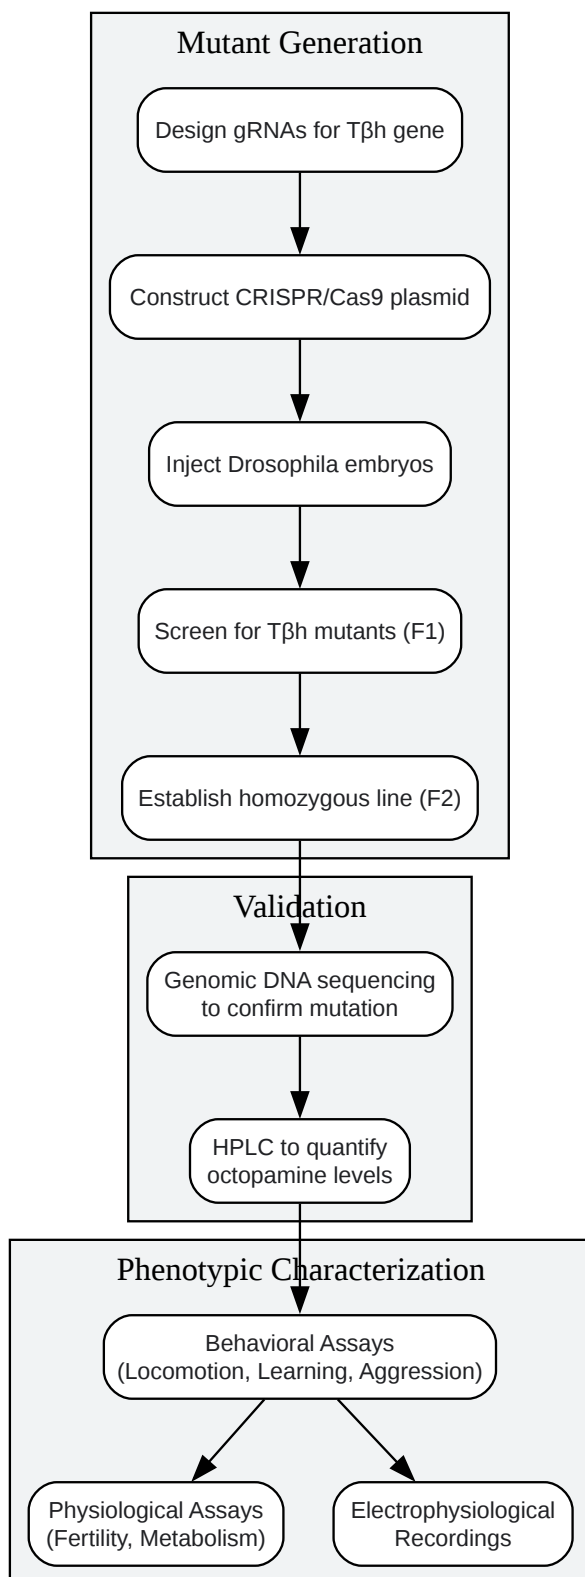 Mutant Generation
Design gRNAs for Tβh gene
Construct CRISPR/Cas9 plasmid
Inject Drosophila embryos
Screen for Tβh mutants (F1)
Establish homozygous line (F2)
Validation
Genomic DNA sequencing
to confirm mutation
HPLC to quantify
octopamine levels
Phenotypic Characterization
Behavioral Assays
(Locomotion, Learning, Aggression)
Physiological Assays
(Fertility, Metabolism)
Electrophysiological
Recordings